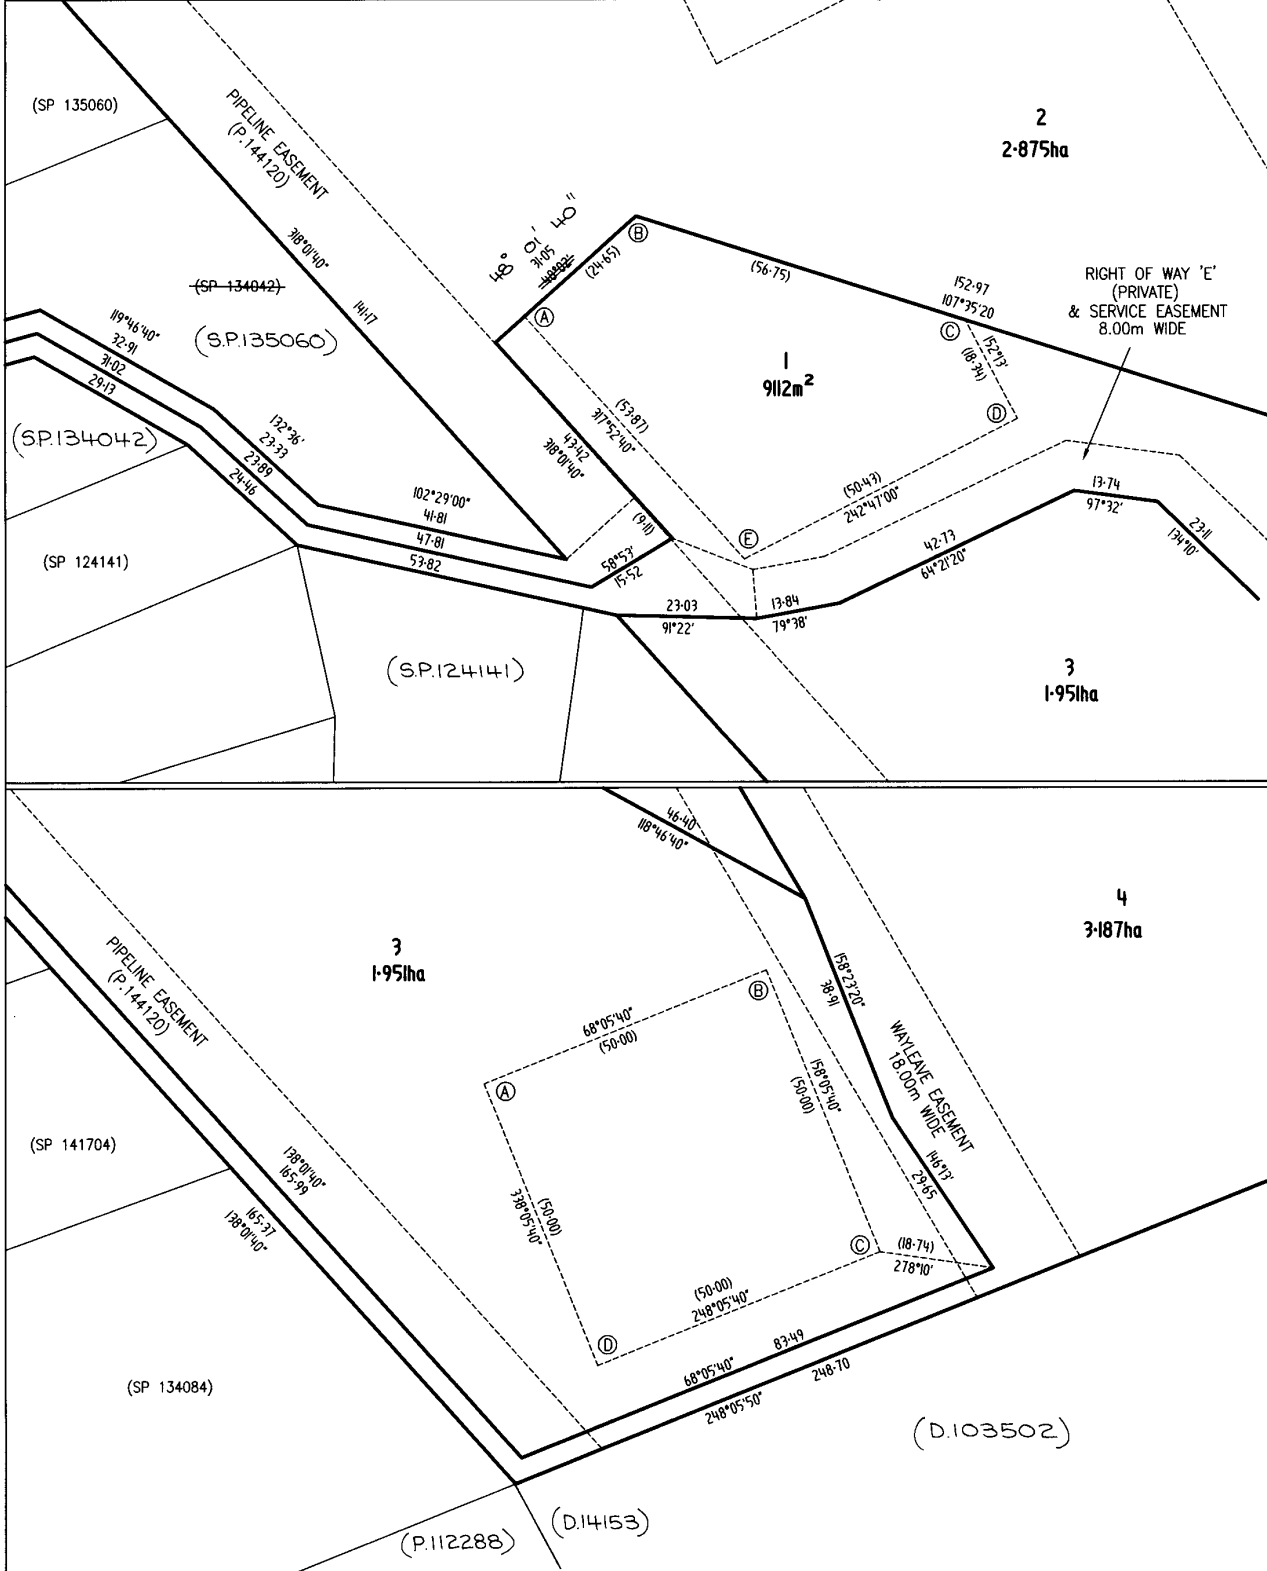 (SP 135060)
PIPELINE EASEMENT
(P.144120)
2
2·875ha
48° 01' 40"
31·05
(24·65)
B
(56·75)
152·97
107°35'20
RIGHT OF WAY 'E'
(PRIVATE)
& SERVICE EASEMENT
8.00m WIDE
318°01'40"
141·17
(SP 134042)
(S.P.135060)
119°46'40"
32·91
31·02
29·13
A
C
152°13'
(18·34)
D
1
9112m²
(53·87)
317°52'40"
43·42
318°01'40"
(S.P.134042)
132°36'
23·33
23·89
24·46
102°29'00"
41·81
47·81
53·82
(9·11)
58°53'
15·52
E
(50·43)
242°47'00"
13·74
97°32'
23·11
134°10'
42·73
64°21'20"
(SP 124141)
23·03
91°22'
13·84
79°38'
(S.P.124141)
3
1·951ha
46·40
118°46'40"
4
3·187ha
3
1·951ha
PIPELINE EASEMENT
(P.144120)
68°05'40"
(50·00)
B
158°23'20"
38·91
A
158°05'40"
(50·00)
WAYLEAVE EASEMENT
18.00m WIDE
(SP 141704)
138°01'40"
165·99
165·37
138°01'40"
(50·00)
338°05'40"
146°13'
29·65
C
(18·74)
278°10'
(50·00)
248°05'40"
D
83·49
68°05'40"
248·70
248°05'50"
(SP 134084)
(D.103502)
(D.14153)
(P.112288)